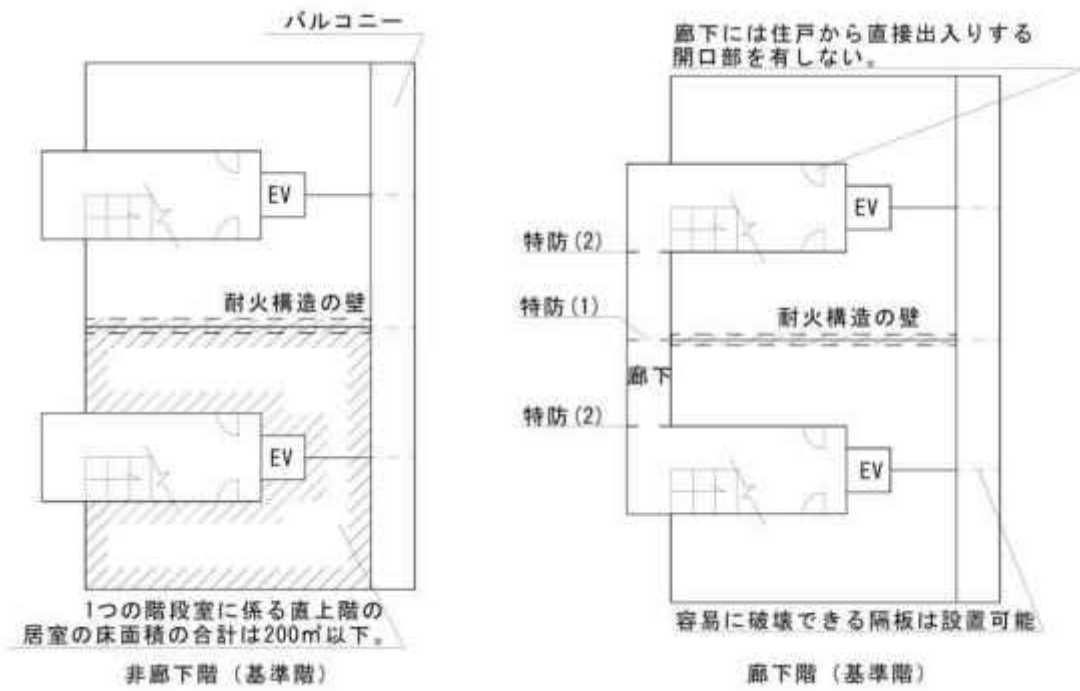 バルコニー
EV
耐火構造の壁
EV
1つの階段室に係る直上階の
居室の床面積の合計は200㎡以下。
非廊下階（基準階）
廊下には住戸から直接出入りする
開口部を有しない。
EV
特防(2)
特防(1)
耐火構造の壁
廊下
特防(2)
EV
容易に破壊できる隔板は設置可能
廊下階（基準階）